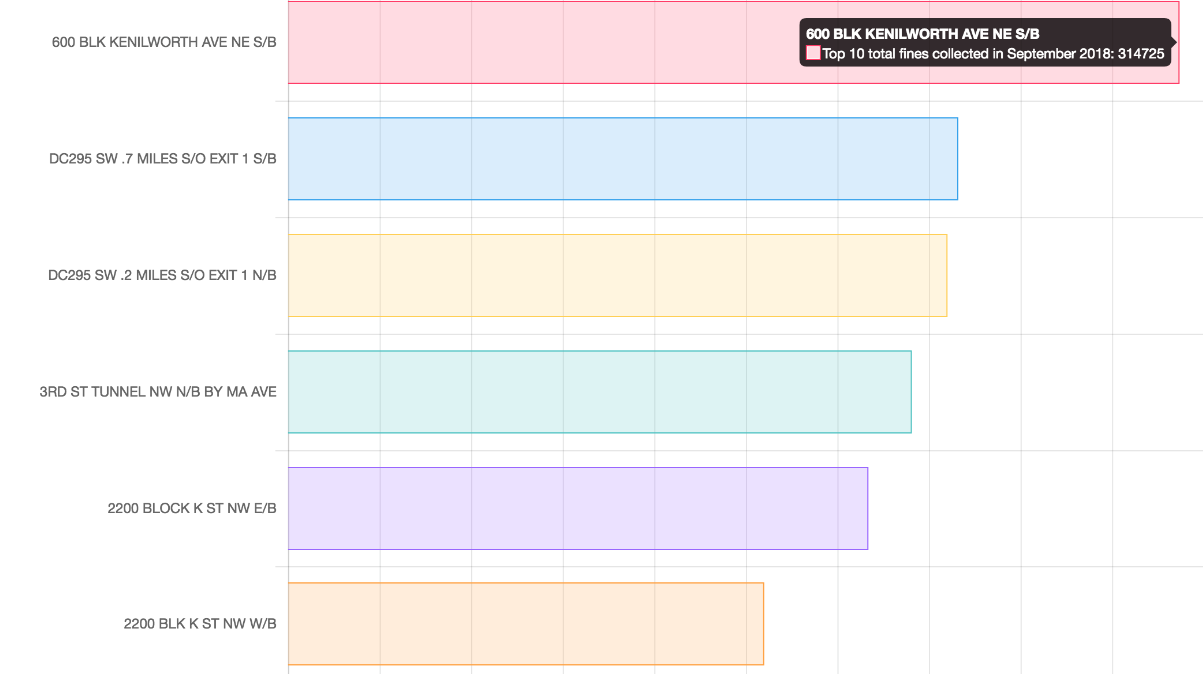 600 BLK KENILWORTH AVE NE S/B
600 BLK KENILWORTH AVE NE S/B
Top 10 total fines collected in September 2018: 314725
DC295 SW .7 MILES S/O EXIT 1 S/B
DC295 SW .2 MILES S/O EXIT 1 N/B
3RD ST TUNNEL NW N/B BY MA AVE
2200 BLOCK K ST NW E/B
2200 BLK K ST NW W/B